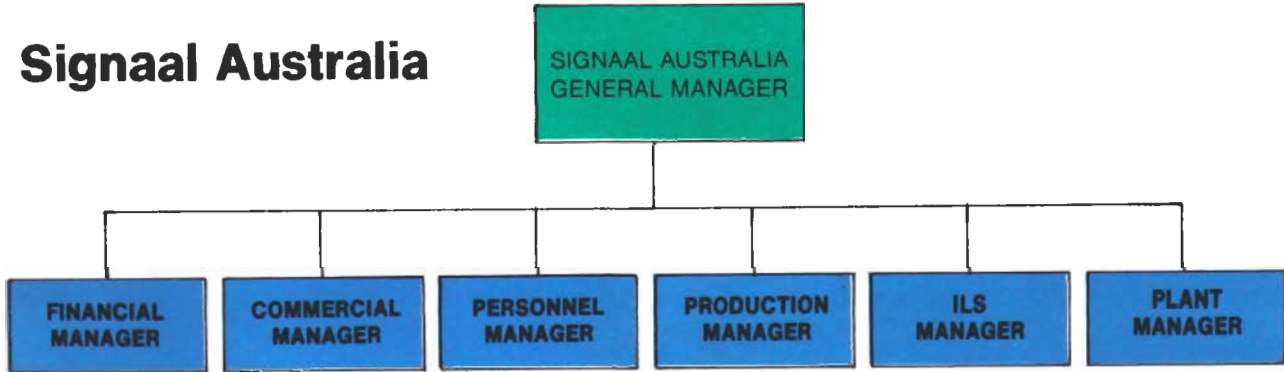 Signaal Australia
SIGNAAL AUSTRALIA
GENERAL MANAGER
FINANCIAL
MANAGER
COMMERCIAL
MANAGER
PERSONNEL
MANAGER
PRODUCTION
MANAGER
ILS
MANAGER
PLANT
MANAGER